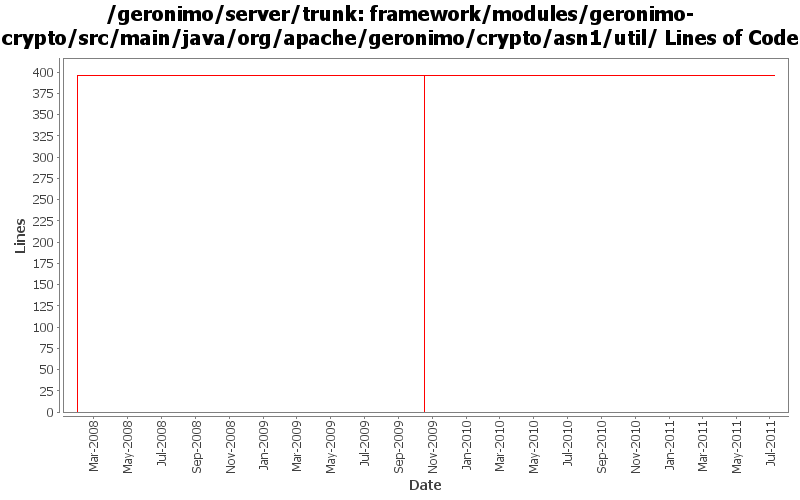 /geronimo/server/trunk: framework/modules/geronimo-
crypto/src/main/java/org/apache/geronimo/crypto/asn1/util/ Lines of Code
Lines
400
375
350
325
300
275
250
225
200
175
150
125
100
75
50
25
0
Mar-2008
May-2008
Jul-2008
Sep-2008
Nov-2008
Jan-2009
Mar-2009
May-2009
Jul-2009
Sep-2009
Nov-2009
Jan-2010
Mar-2010
May-2010
Jul-2010
Sep-2010
Nov-2010
Jan-2011
Mar-2011
May-2011
Jul-2011
Date